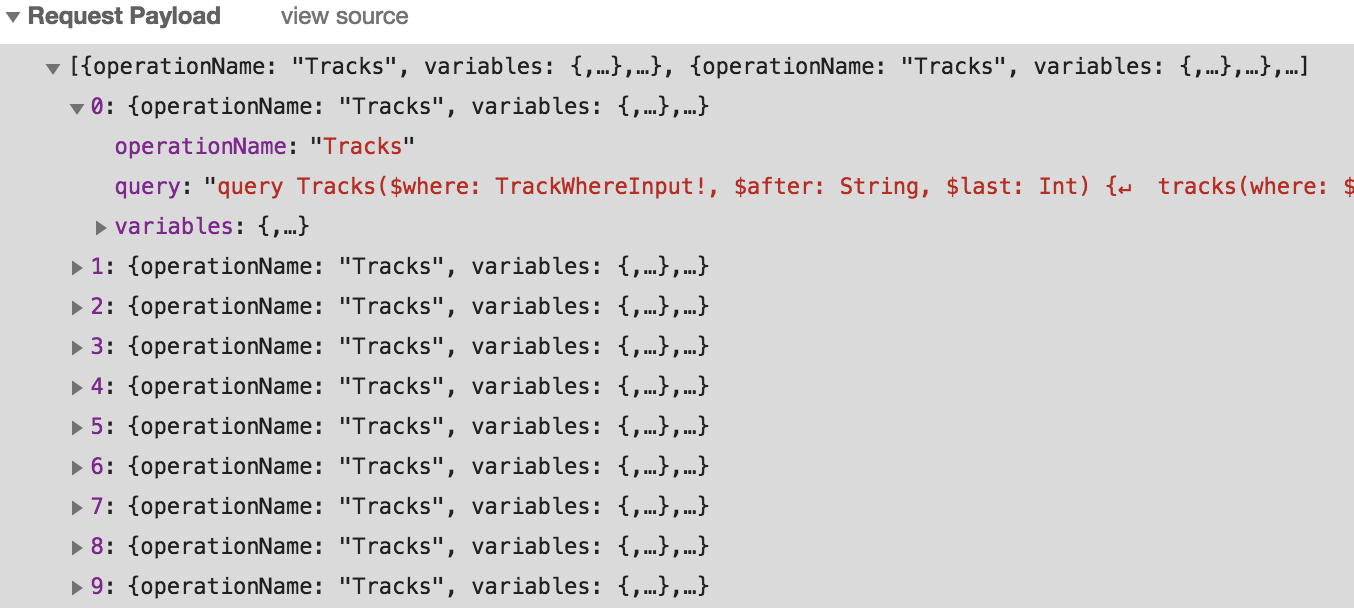 Request Payload view source
[{operationName: "Tracks", variables: {,…},…}, {operationName: "Tracks", variables: {,…},…},…]
0: {operationName: "Tracks", variables: {,…},…}
operationName: "Tracks"
query: "query Tracks($where: TrackWhereInput!, $after: String, $last: Int) {↵  tracks(where: $
variables: {,…}
1: {operationName: "Tracks", variables: {,…},…}
2: {operationName: "Tracks", variables: {,…},…}
3: {operationName: "Tracks", variables: {,…},…}
4: {operationName: "Tracks", variables: {,…},…}
5: {operationName: "Tracks", variables: {,…},…}
6: {operationName: "Tracks", variables: {,…},…}
7: {operationName: "Tracks", variables: {,…},…}
8: {operationName: "Tracks", variables: {,…},…}
9: {operationName: "Tracks", variables: {,…},…}